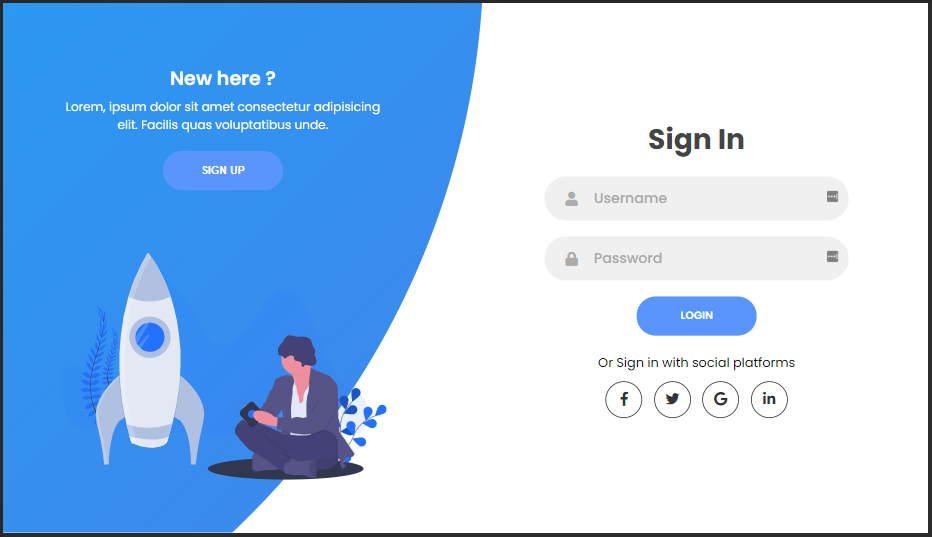 New here ?
Lorem, ipsum dolor sit amet consectetur adipisicing
elit. Facilis quas voluptatibus unde.
SIGN UP
Sign In
Username
Password
LOGIN
Or Sign in with social platforms